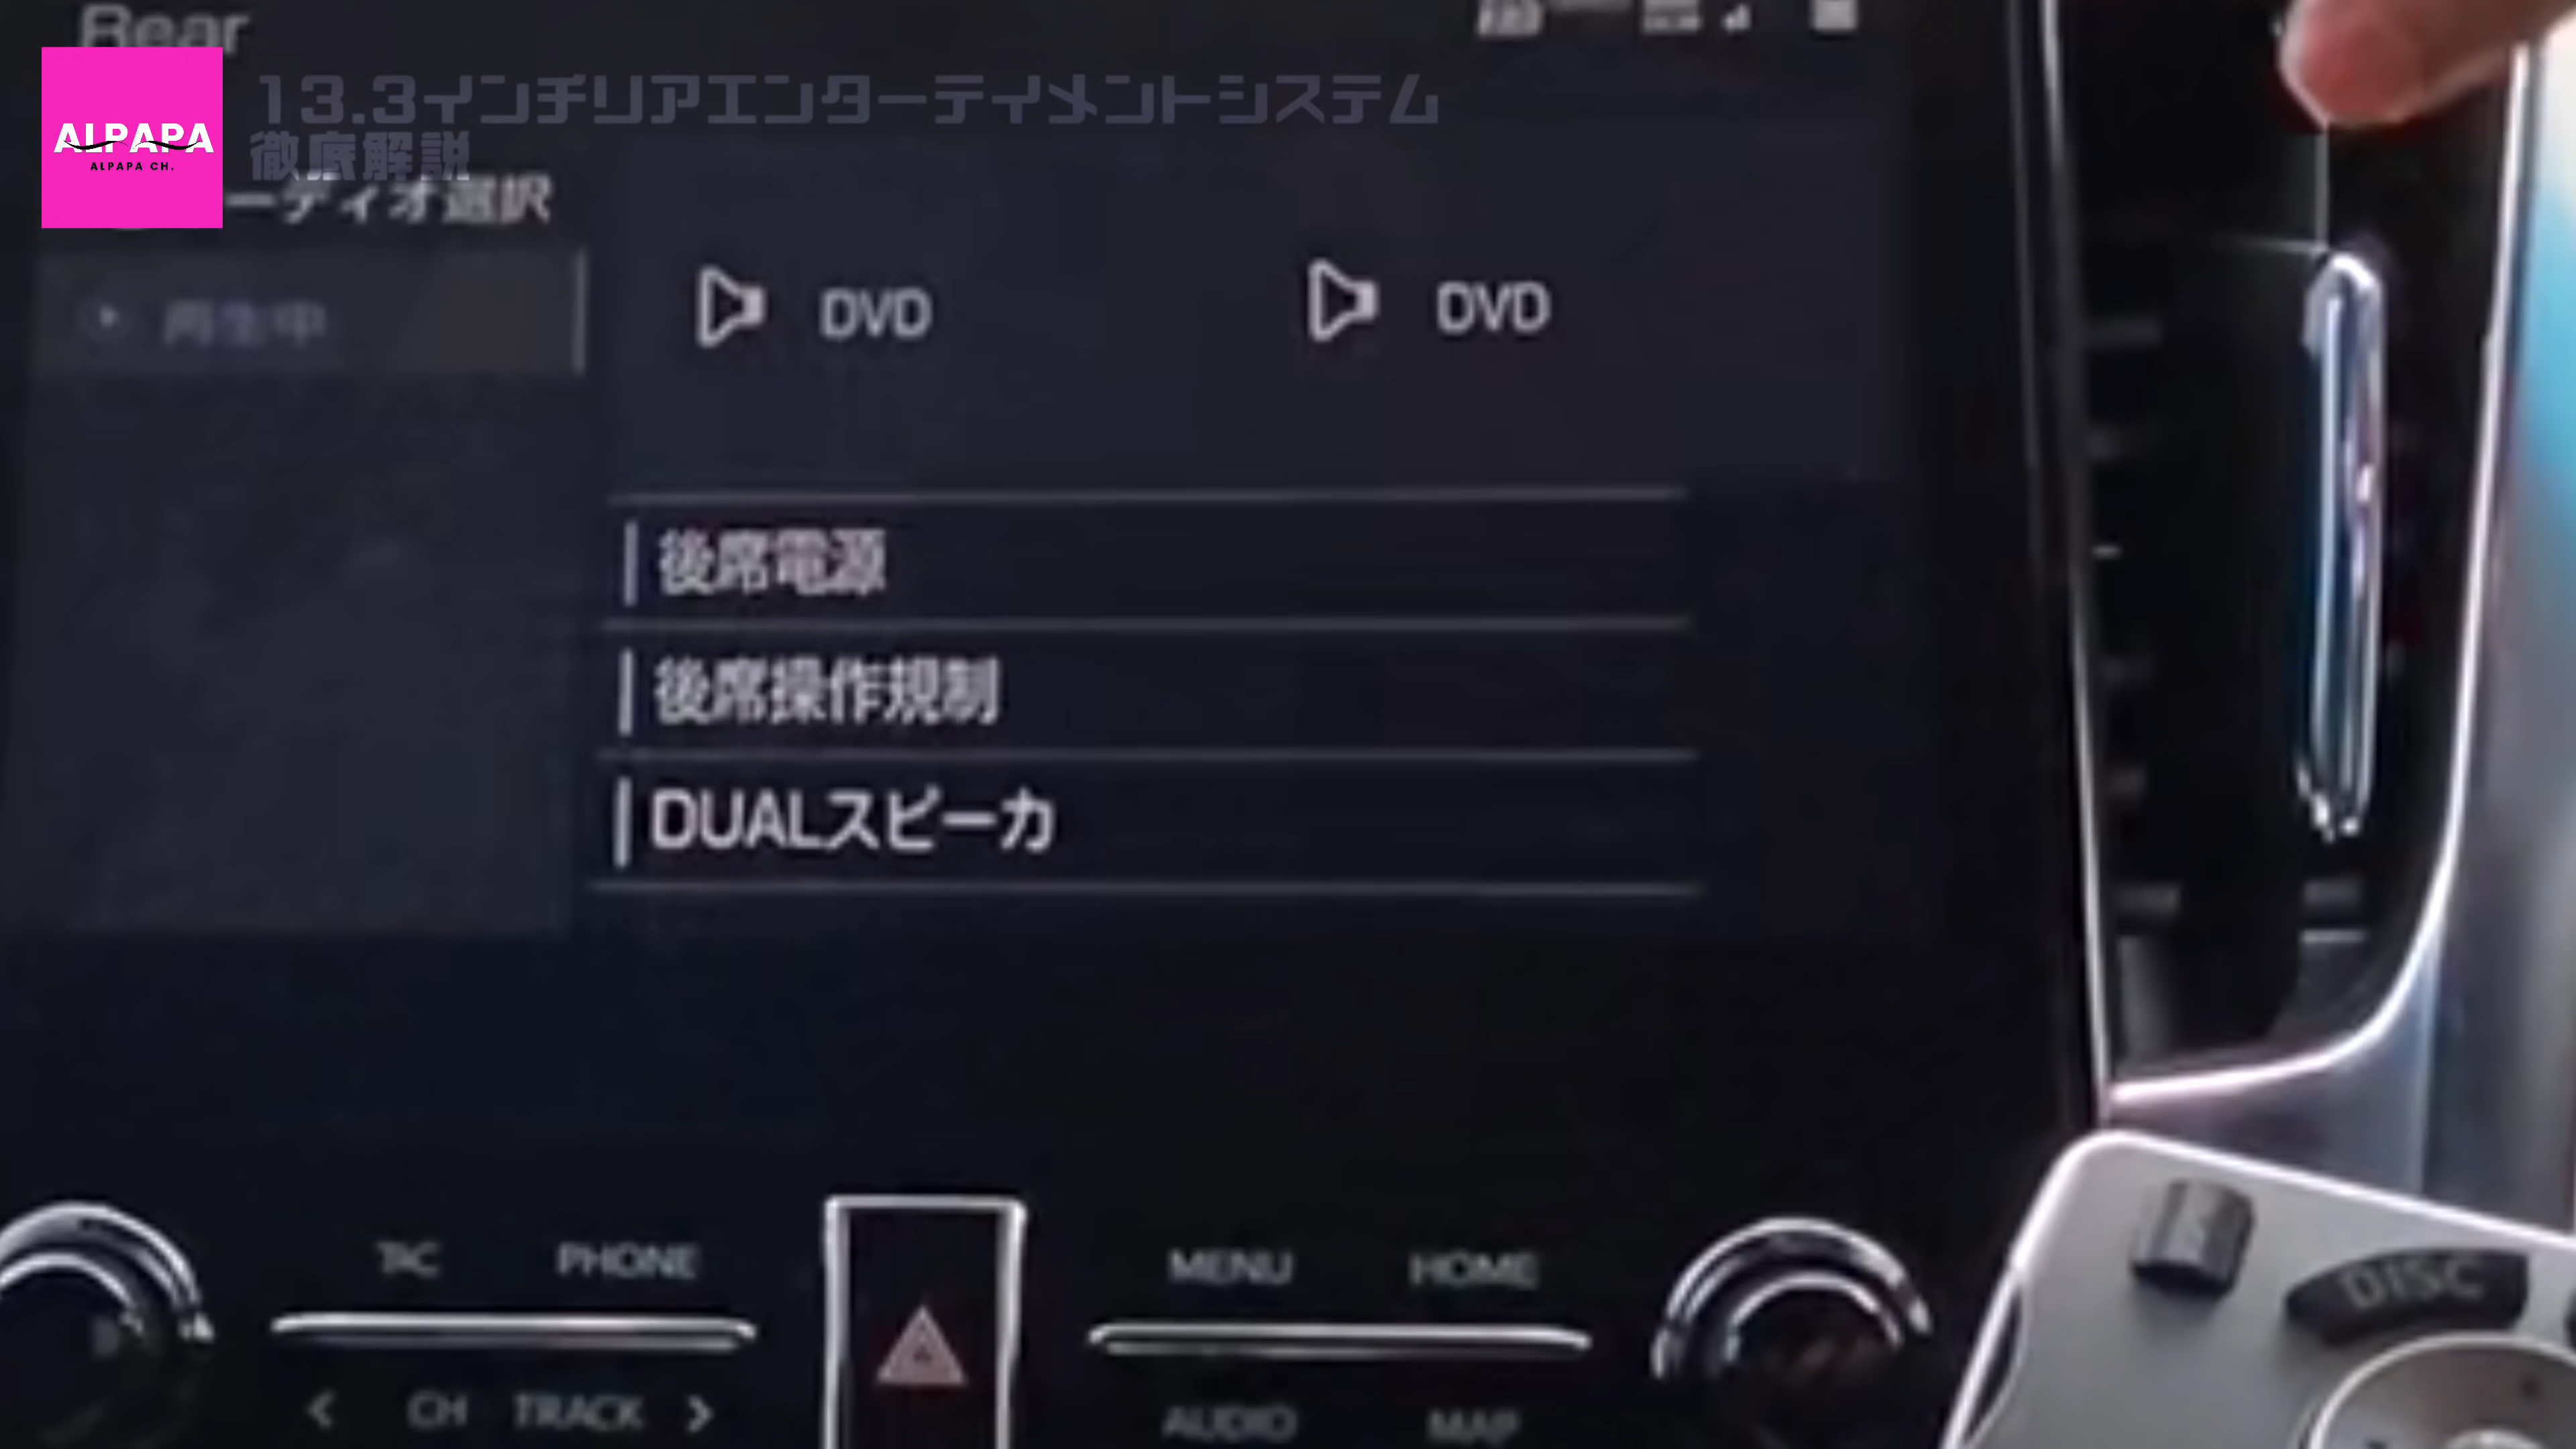 Rear
13.3インチリアエンターテイメントシステム
徹底解説
ALPAPA
ALPAPA CH.
ーディオ選択
再生中
DVD
DVD
後席電源
後席操作規制
DUALスピーカ
PHONE
MENU
HOME
DISC
< CH TRACK >
AUDIO
MAP